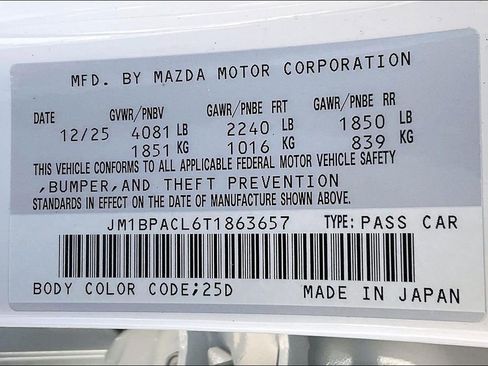 MFD. BY MAZDA MOTOR CORPORATION
DATE GVWR/PNBV GAWR/PNBE FRT GAWR/PNBE RR
12/25 4081 LB 2240 LB 1850 LB
1851 KG 1016 KG 839 KG
THIS VEHICLE CONFORMS TO ALL APPLICABLE FEDERAL MOTOR VEHICLE SAFETY
,BUMPER,AND THEFT PREVENTION
STANDARDS IN EFFECT ON THE DATE OF MANUFACTURE SHOWN ABOVE.
JM1BPACL6T1863657 TYPE: PASS CAR
BODY COLOR CODE;25D MADE IN JAPAN